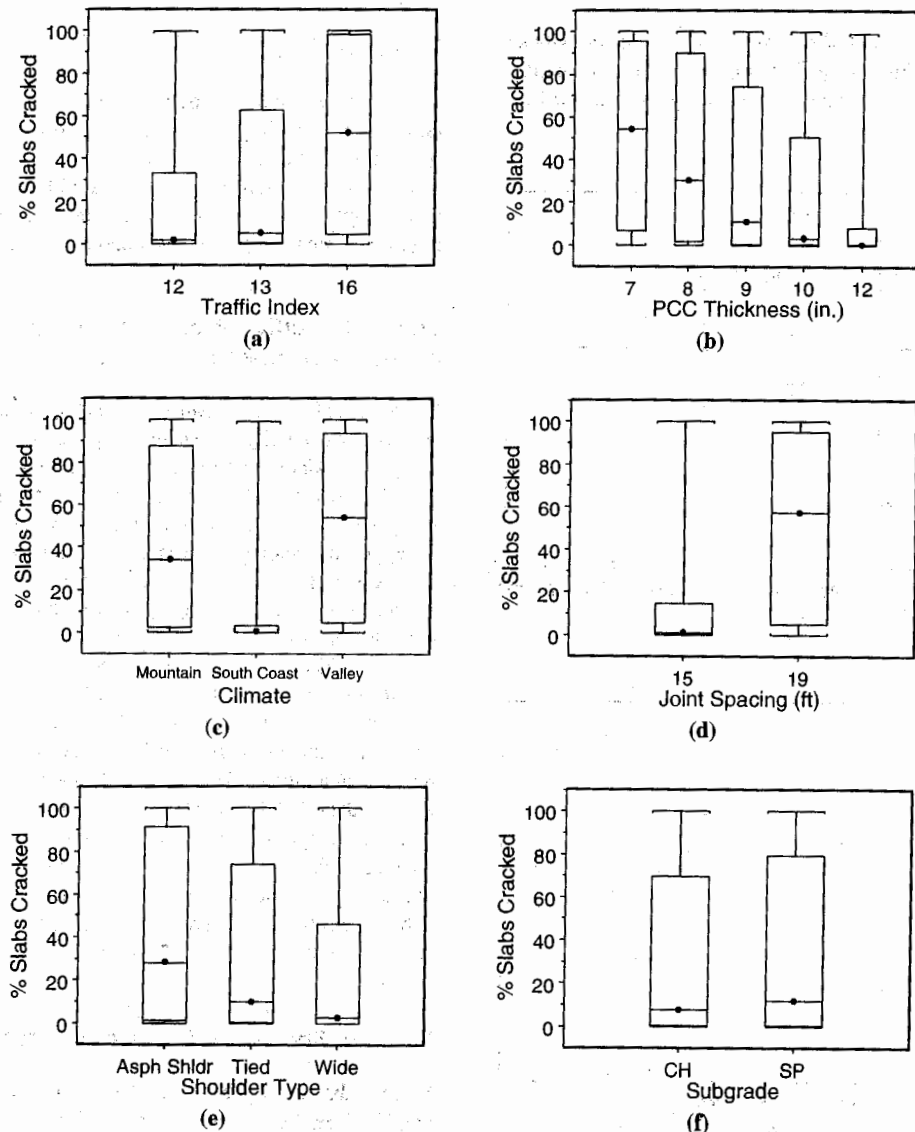 % Slabs Cracked
100
80
60
40
20
0
12 13 16
Traffic Index
(a)
% Slabs Cracked
100
80
60
40
20
0
7 8 9 10 12
PCC Thickness (in.)
(b)
% Slabs Cracked
100
80
60
40
20
0
Mountain South Coast Valley
Climate
(c)
% Slabs Cracked
100
80
60
40
20
0
15 19
Joint Spacing (ft)
(d)
% Slabs Cracked
100
80
60
40
20
0
Asph Shldr Tied Wide
Shoulder Type
(e)
% Slabs Cracked
100
80
60
40
20
0
CH SP
Subgrade
(f)